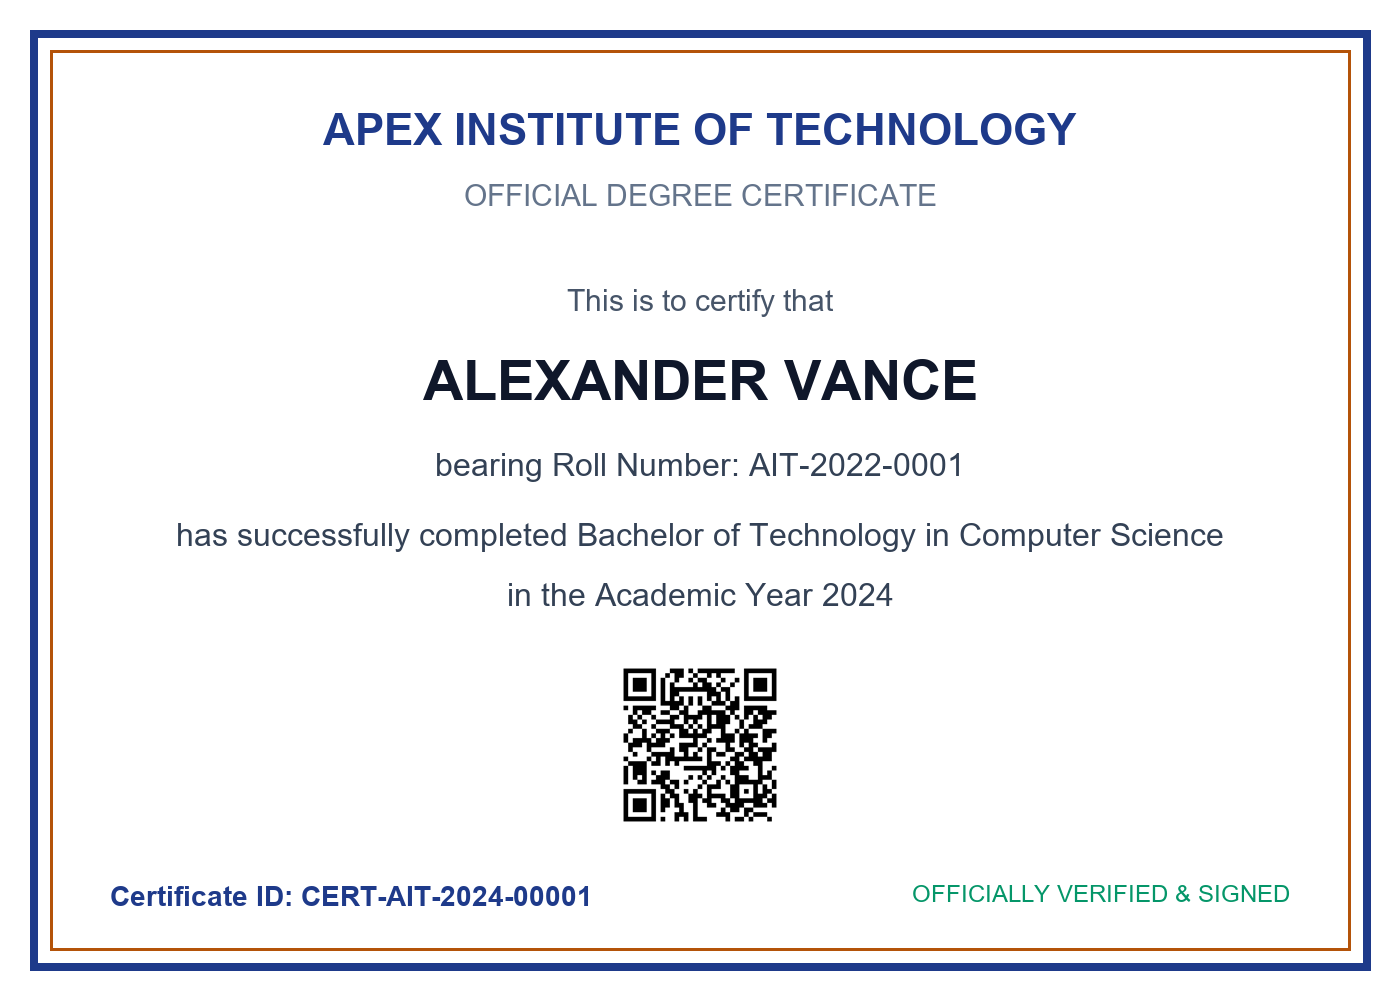 APEX INSTITUTE OF TECHNOLOGY
OFFICIAL DEGREE CERTIFICATE
This is to certify that
ALEXANDER VANCE
bearing Roll Number: AIT-2022-0001
has successfully completed Bachelor of Technology in Computer Science
in the Academic Year 2024
Certificate ID: CERT-AIT-2024-00001
OFFICIALLY VERIFIED & SIGNED